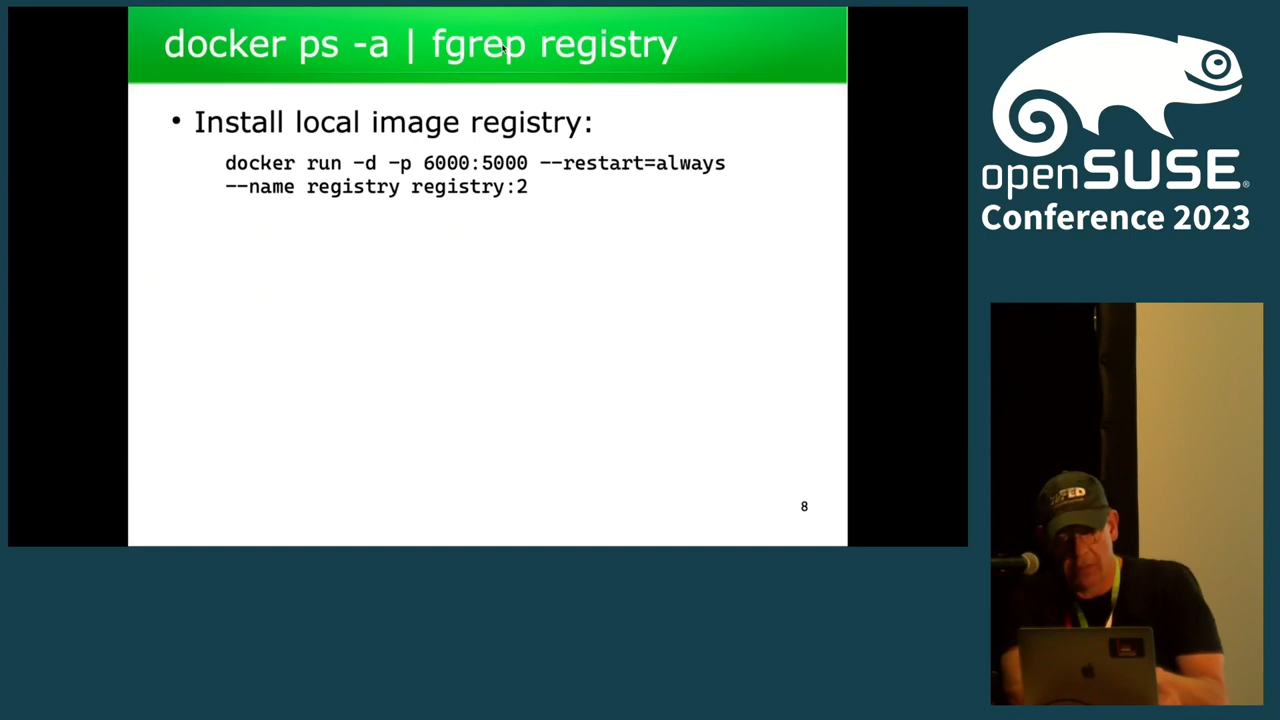 docker ps -a | fgrep registry
• Install local image registry:
docker run -d -p 6000:5000 --restart=always
--name registry registry:2
8
openSUSE®
Conference 2023